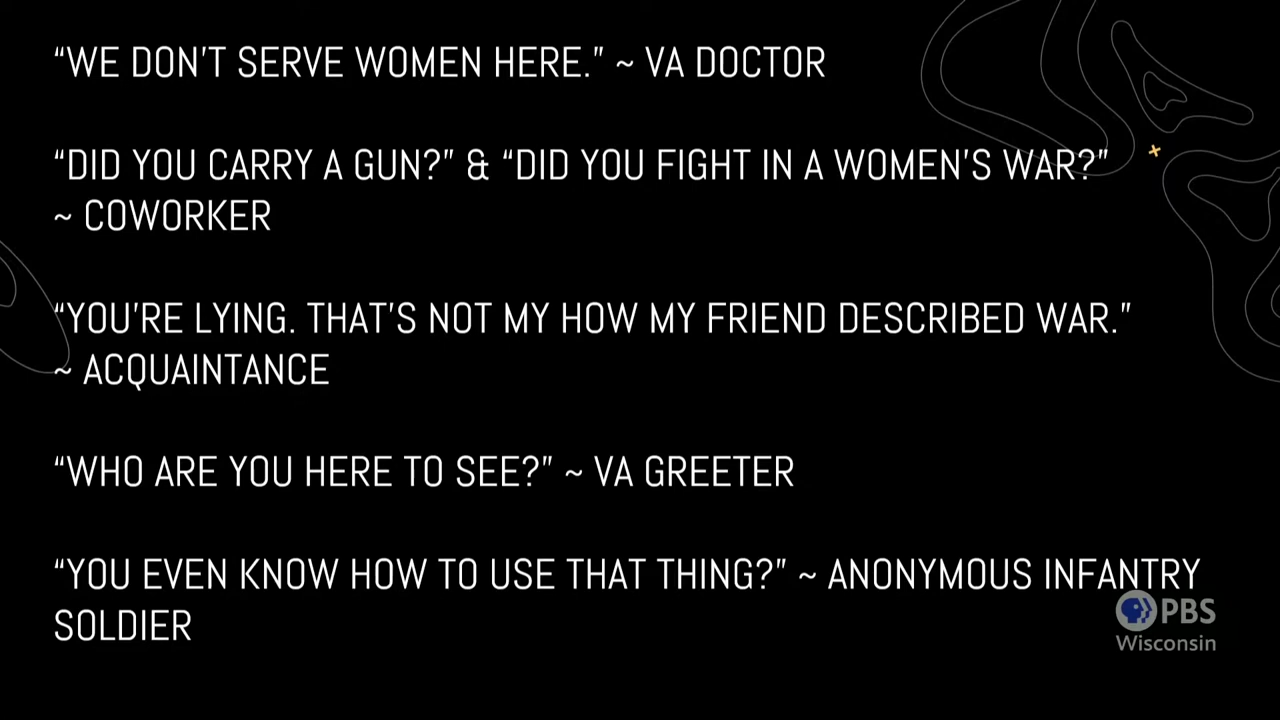 “WE DON’T SERVE WOMEN HERE.” ~ VA DOCTOR
“DID YOU CARRY A GUN?” & “DID YOU FIGHT IN A WOMEN’S WAR?”
~ COWORKER
“YOU’RE LYING. THAT’S NOT MY HOW MY FRIEND DESCRIBED WAR.”
~ ACQUAINTANCE
“WHO ARE YOU HERE TO SEE?” ~ VA GREETER
“YOU EVEN KNOW HOW TO USE THAT THING?” ~ ANONYMOUS INFANTRY
SOLDIER
PBS
Wisconsin